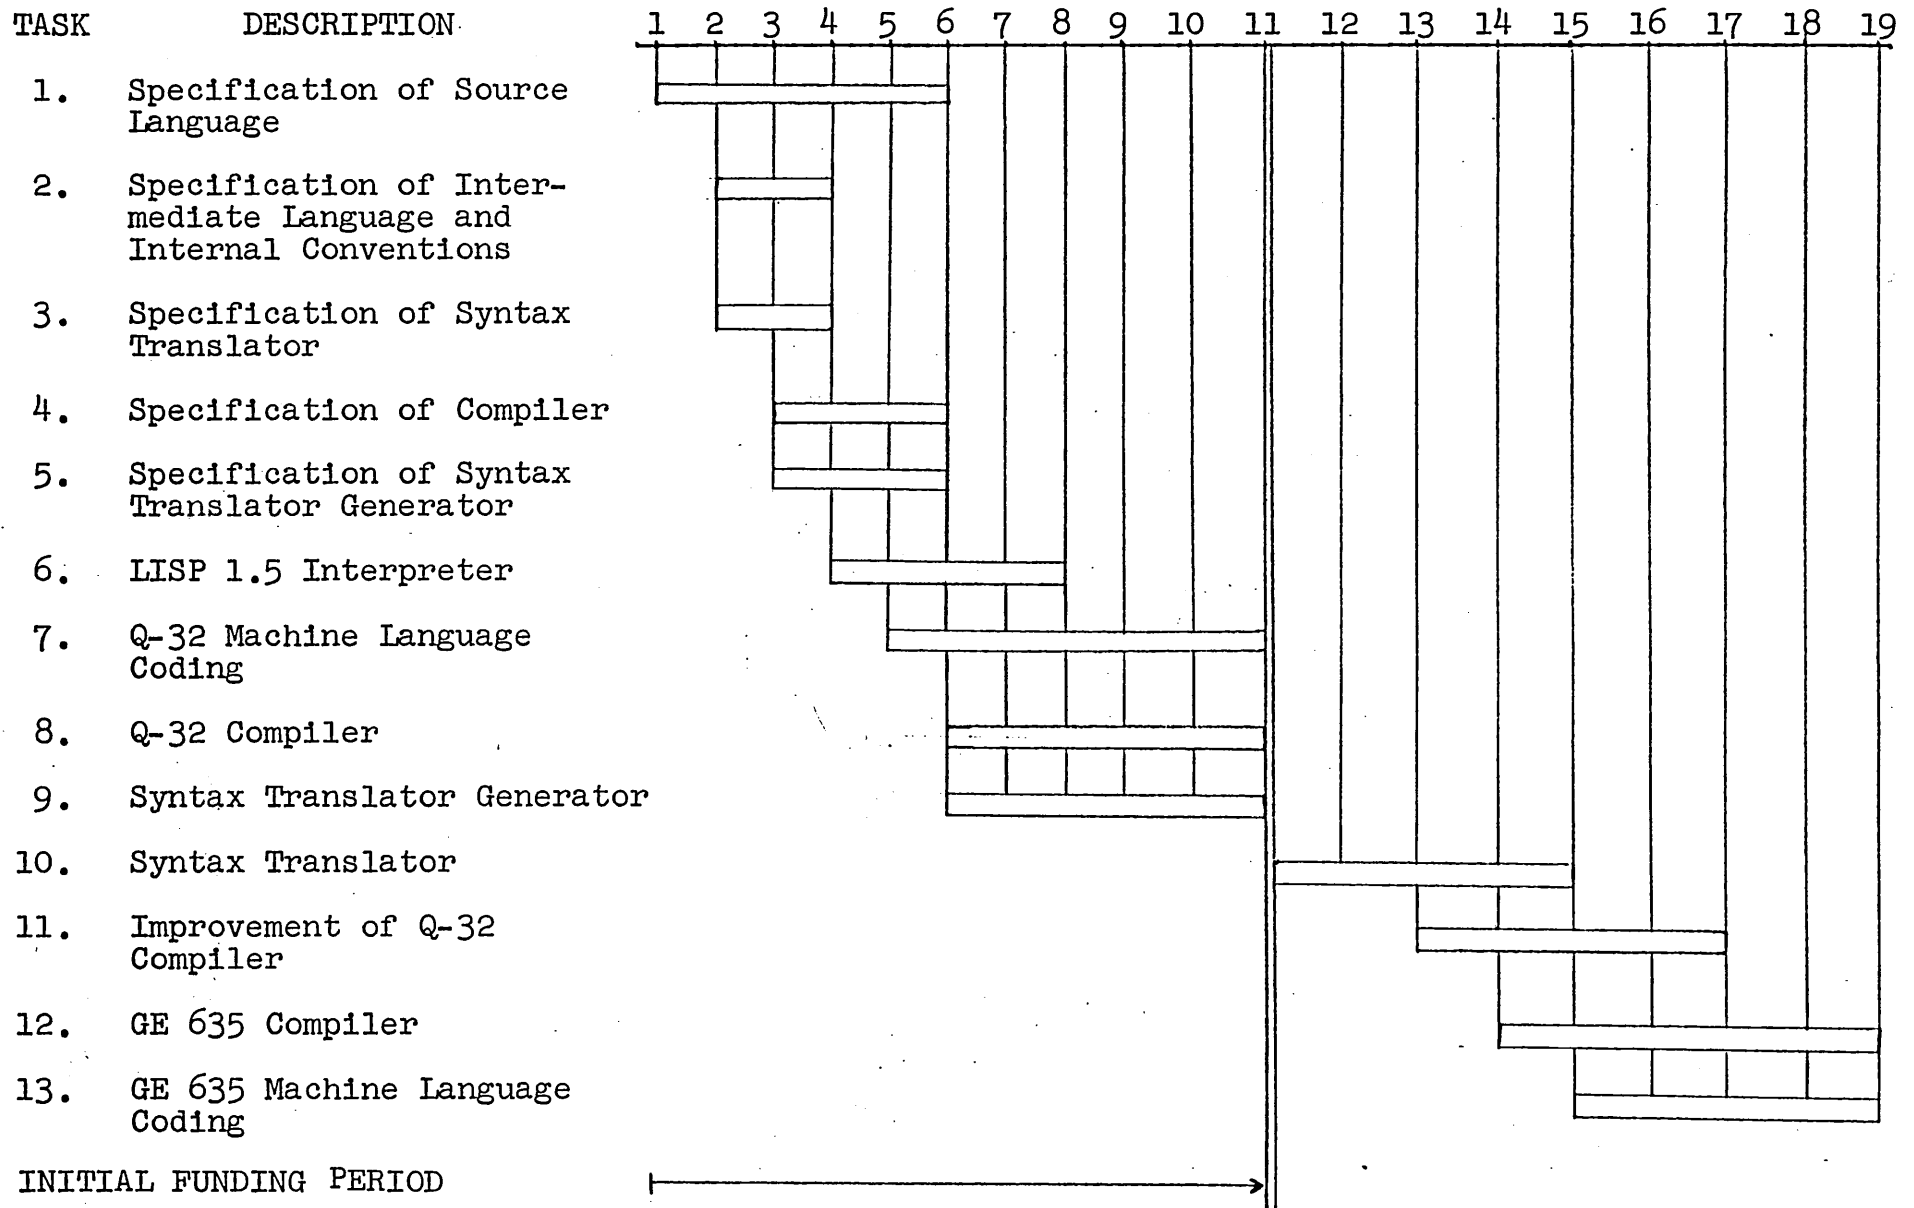 TASK DESCRIPTION 1 2 3 4 5 6 7 8 9 10 11 12 13 14 15 16 17 18 19
1. Specification of Source
Language
2. Specification of Inter-
mediate Language and
Internal Conventions
3. Specification of Syntax
Translator
4. Specification of Compiler
5. Specification of Syntax
Translator Generator
6. LISP 1.5 Interpreter
7. Q-32 Machine Language
Coding
8. Q-32 Compiler
9. Syntax Translator Generator
10. Syntax Translator
11. Improvement of Q-32
Compiler
12. GE 635 Compiler
13. GE 635 Machine Language
Coding
INITIAL FUNDING PERIOD